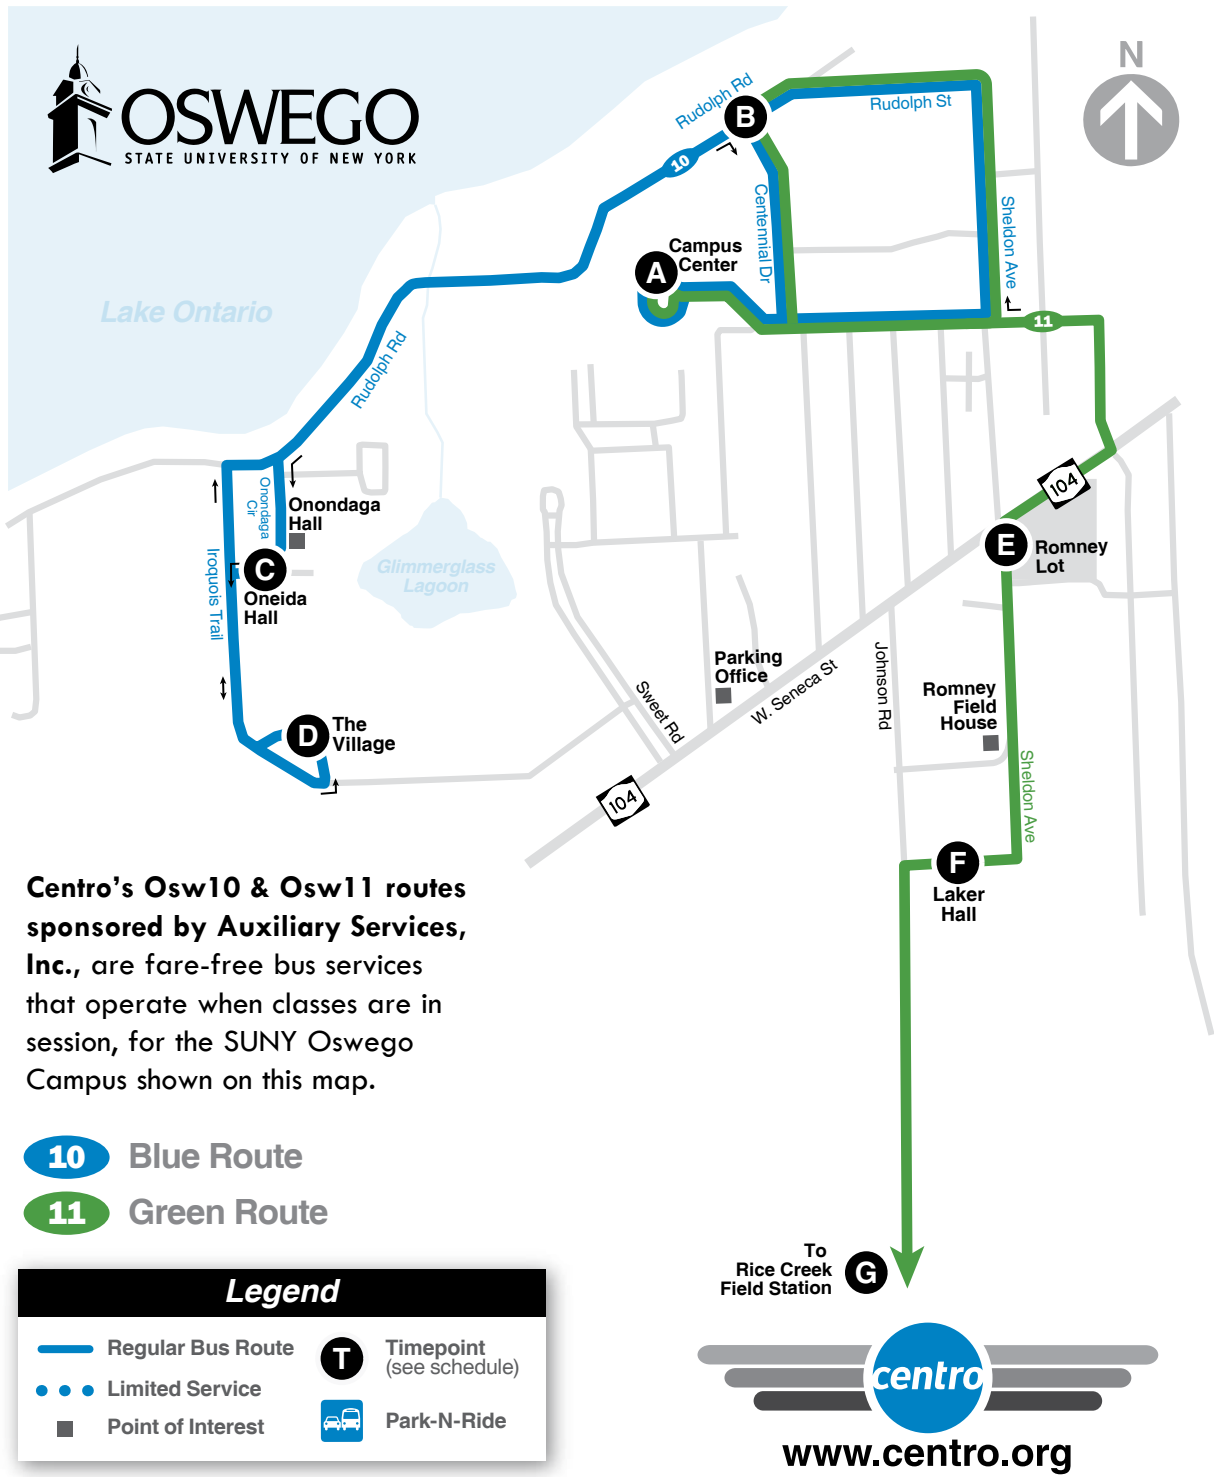 OSWEGO
STATE UNIVERSITY OF NEW YORK
N
Rudolph Rd
B
Rudolph St
10
Centennial Dr
Sheldon Ave
Campus
Center
A
11
Lake Ontario
Rudolph Rd
104
Onondaga
Cir
Onondaga
Hall
C
Oneida
Hall
Iroquois Trail
Glimmerglass
Lagoon
E
Romney
Lot
Parking
Office
Sweet Rd
W. Seneca St
Johnson Rd
Romney
Field
House
D
The
Village
104
Sheldon Ave
F
Laker
Hall
Centro's Osw10 & Osw11 routes
sponsored by Auxiliary Services,
Inc., are fare-free bus services
that operate when classes are in
session, for the SUNY Oswego
Campus shown on this map.
10 Blue Route
11 Green Route
To
Rice Creek
Field Station
G
Legend
Regular Bus Route
Limited Service
Point of Interest
T
Timepoint
(see schedule)
Park-N-Ride
centro
www.centro.org